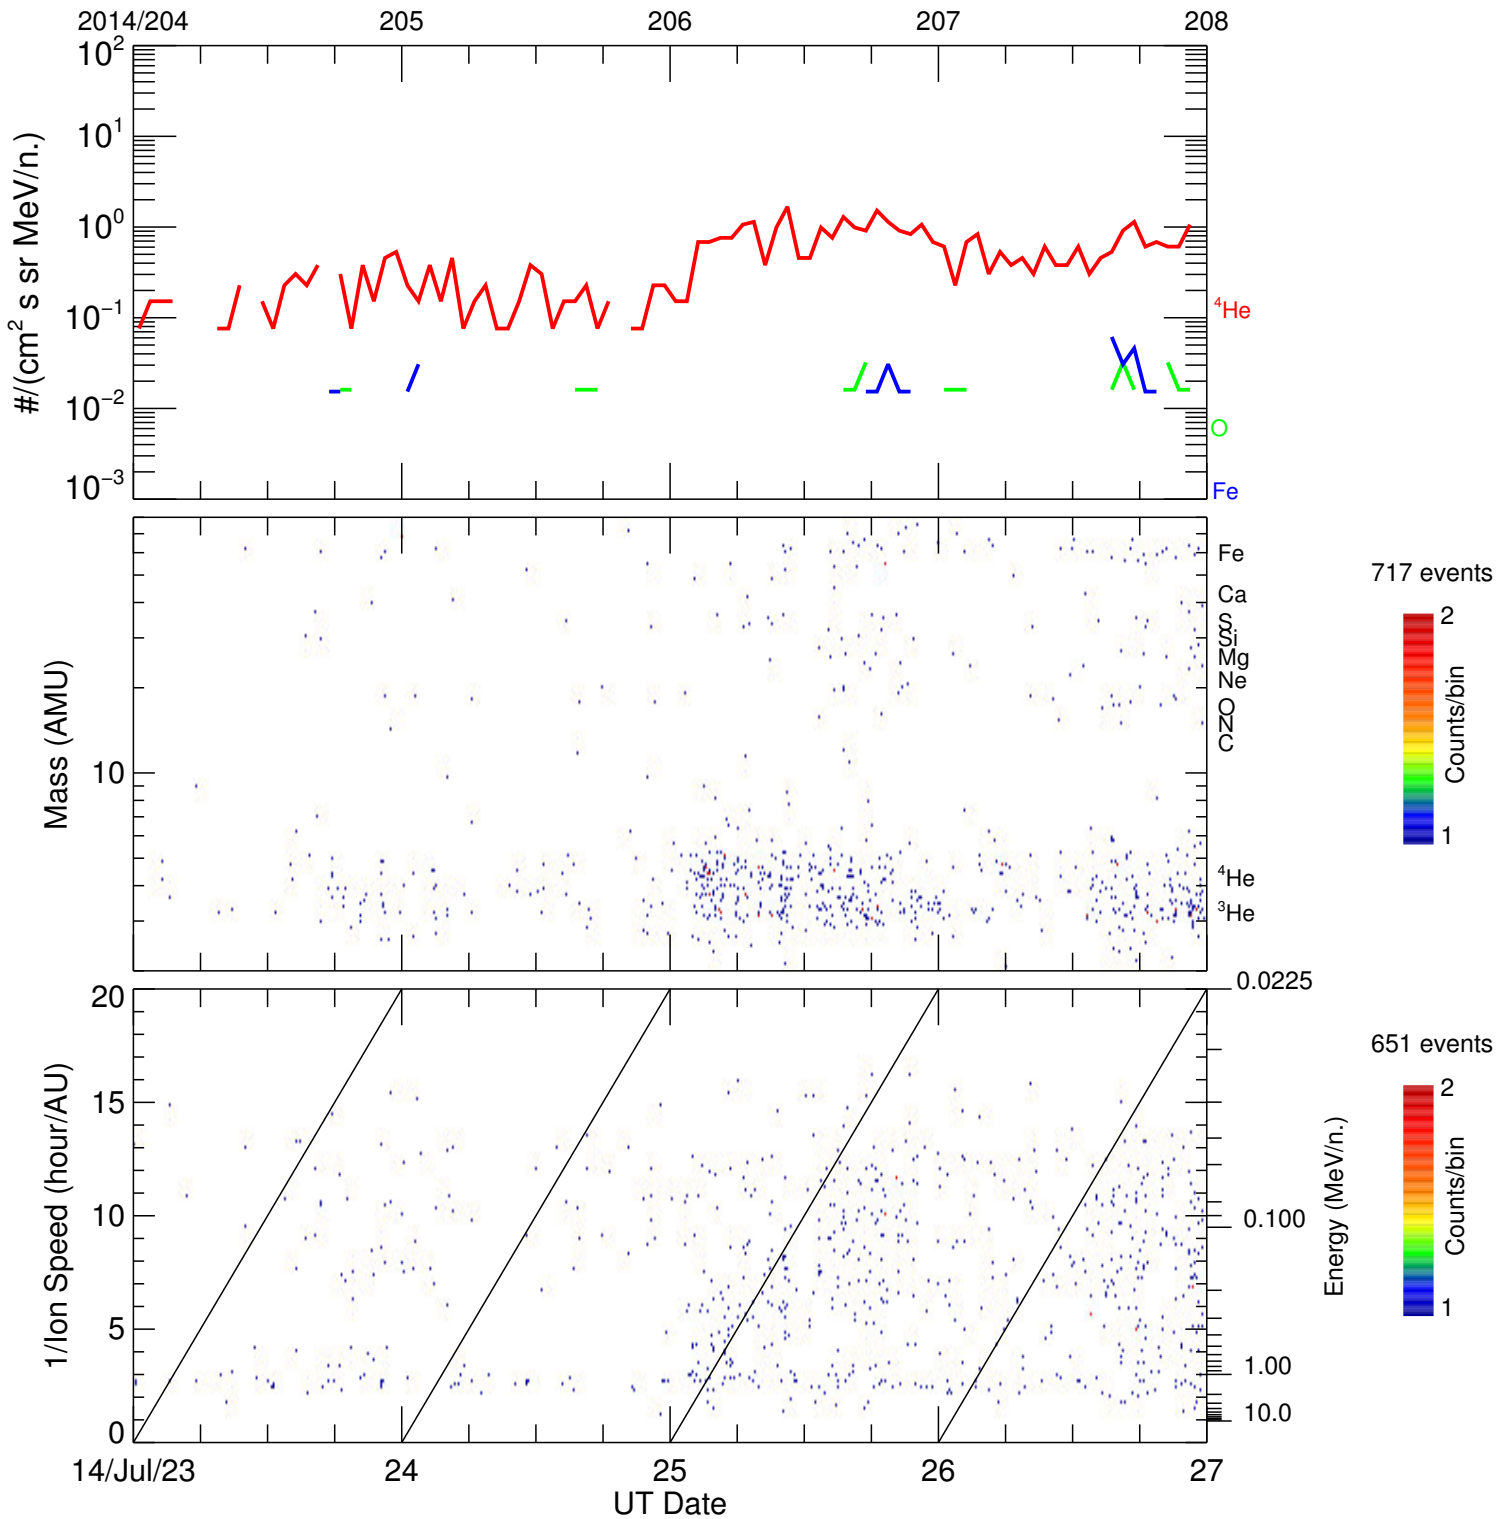 2014/204 205 206 207 208
10² 10¹ 10⁰ 10⁻¹ 10⁻² 10⁻³
#/(cm² s sr MeV/n.)
⁴He
O
Fe
Mass (AMU)
10
Fe
Ca
S
Si
Mg
Ne
O
N
C
⁴He
³He
717 events
2
Counts/bin
1
1/Ion Speed (hour/AU)
20
15
10
5
0
0.0225
0.100
1.00
10.0
Energy (MeV/n.)
651 events
2
Counts/bin
1
14/Jul/23 24 25 26 27
UT Date